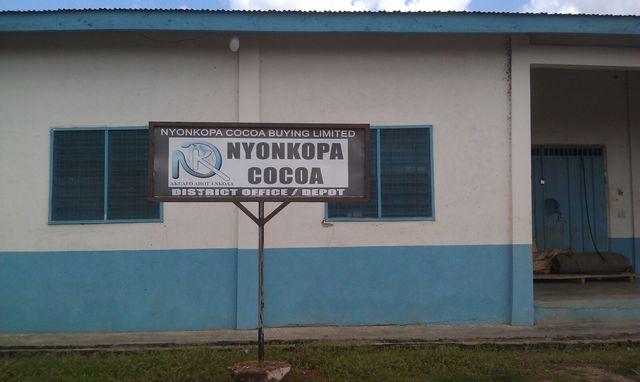 NYONKOPA COCOA BUYING LIMITED
NYONKOPA
COCOA
DISTRICT OFFICE / DEPOT